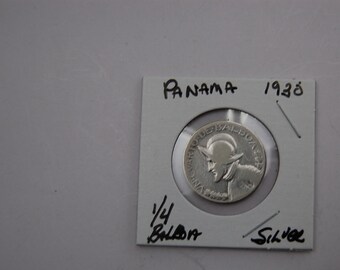 PANAMA 1930
1/4
BALBOA SILVER